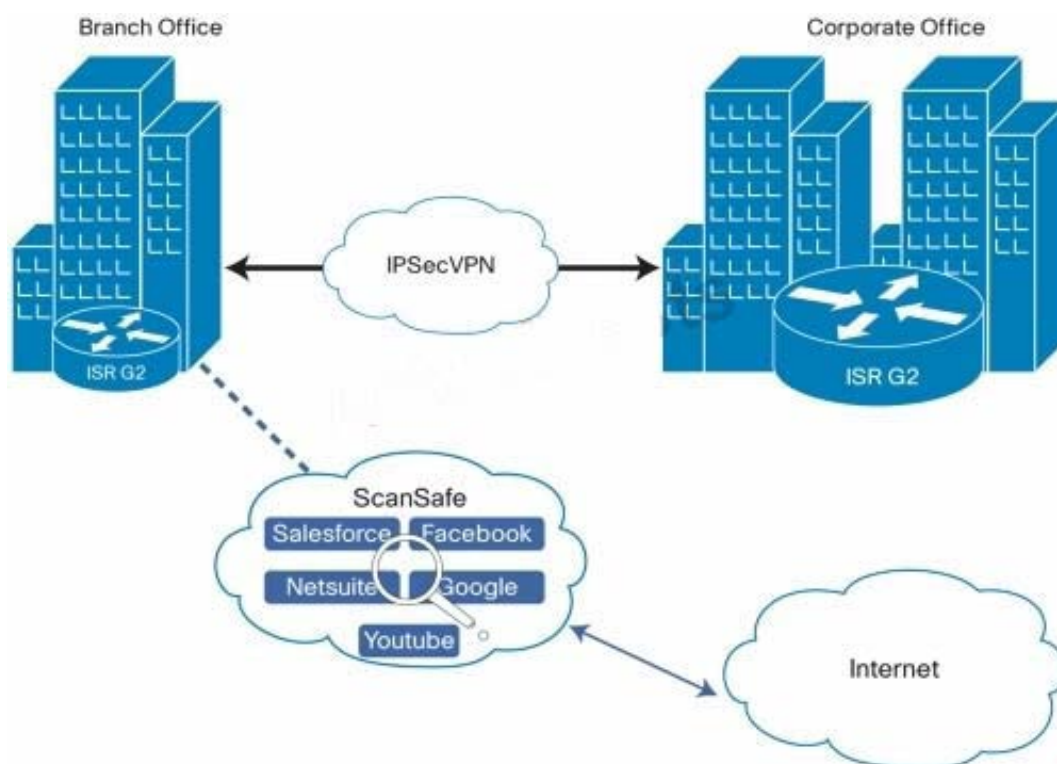 Branch Office
Corporate Office
IPSecVPN
ISR G2
ISR G2
ScanSafe
Salesforce Facebook
Netsuite Google
Youtube
Internet